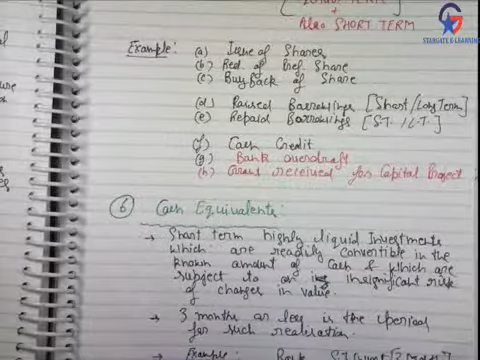 +
Also SHORT TERM
STARGATE E-LEARNING
Example: (a) Issue of Shares
(b) Red. of Pref Share
(c) Buy Back of Share
(d) Raised Borrowings [Short/Long Term]
(e) Repaid Borrowings [S.T./L.T.]
(f) Cash Credit
(g) Bank overdraft
(h) Grant received for Capital Project
6 Cash Equivalents:
→ Short term highly liquid Investments
which are readily convertible in the
known amount of Cash & which are
subject to an insignificant risk
of changes in value.
→ 3 months or less is the period
for such realisation.
→ Example: